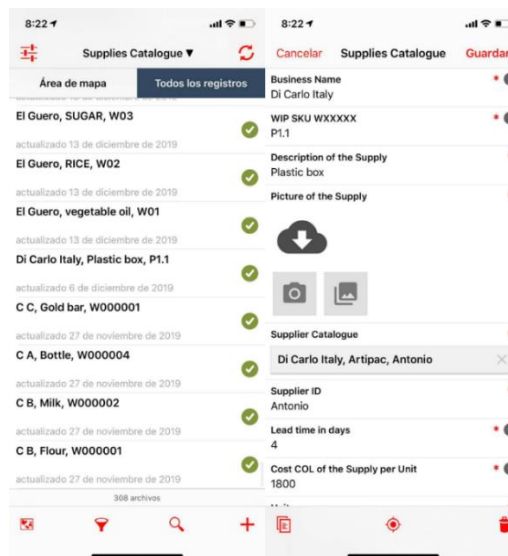 8:22
Supplies Catalogue ▼
Área de mapa
Todos los registros
actualizado 13 de diciembre de 2019
El Guero, SUGAR, W03
actualizado 13 de diciembre de 2019
El Guero, RICE, W02
actualizado 13 de diciembre de 2019
El Guero, vegetable oil, W01
actualizado 13 de diciembre de 2019
Di Carlo Italy, Plastic box, P1.1
actualizado 6 de diciembre de 2019
C C, Gold bar, W000001
actualizado 27 de noviembre de 2019
C A, Bottle, W000004
actualizado 27 de noviembre de 2019
C B, Milk, W000002
actualizado 27 de noviembre de 2019
C B, Flour, W000001
actualizado 27 de noviembre de 2019
308 archivos
8:22
Cancelar
Supplies Catalogue
Guardar
Business Name
*
Di Carlo Italy
WIP SKU WXXXXX
*
P1.1
Description of the Supply
Plastic box
Picture of the Supply
Supplier Catalogue
Di Carlo Italy, Artipac, Antonio
Supplier ID
Antonio
Lead time in days
*
4
Cost COL of the Supply per Unit
*
1800